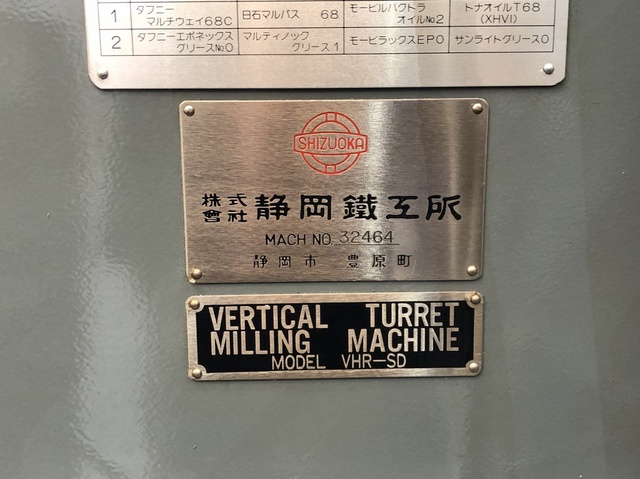 1 ダフニー マルチウェイ68C 日石マルパス 68 モービルバクトラ オイルNo2 トナオイルT68 (XHVI)
2 ダフニーエポネックス グリースNo0 マルティノック グリース1 モービラックスEP0 サンライトグリース0
SHIZUOKA
株式會社 静岡鐵工所
MACH NO. 32464
静岡市 豊原町
VERTICAL TURRET
MILLING MACHINE
MODEL VHR-SD